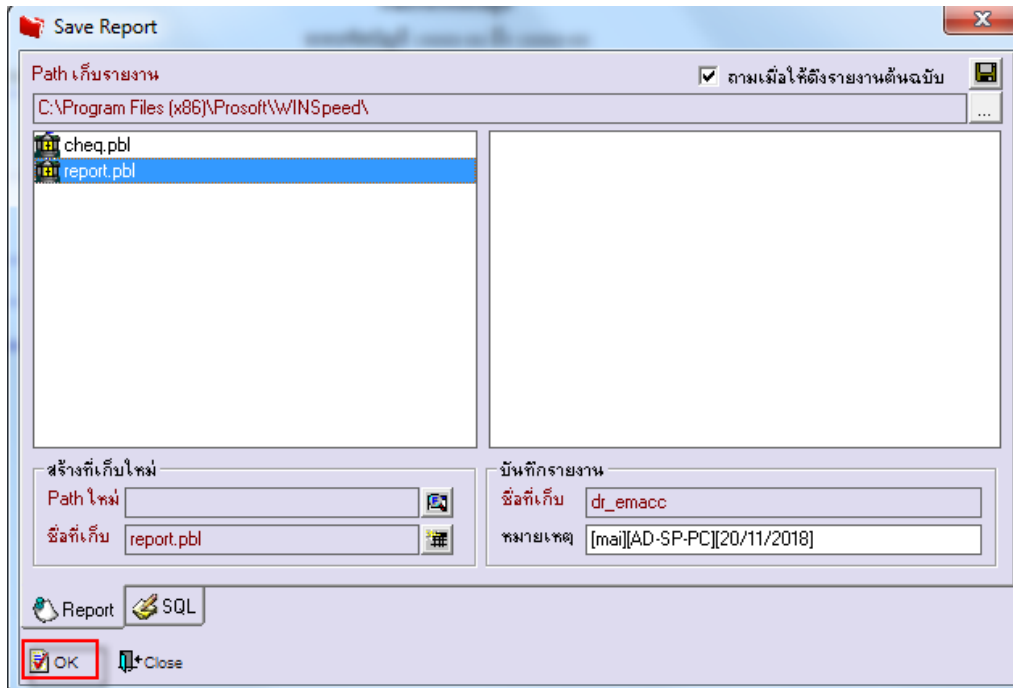 Save Report
Path เก็บรายงาน
ถามเมื่อให้ดึงรายงานต้นฉบับ
C:\Program Files (x86)\Prosoft\WINSpeed\
...
cheq.pbl
report.pbl
สร้างที่เก็บใหม่
Path ใหม่
ชื่อที่เก็บ report.pbl
บันทึกรายงาน
ชื่อที่เก็บ dr_emacc
หมายเหตุ [mai][AD-SP-PC][20/11/2018]
Report SQL
OK Close